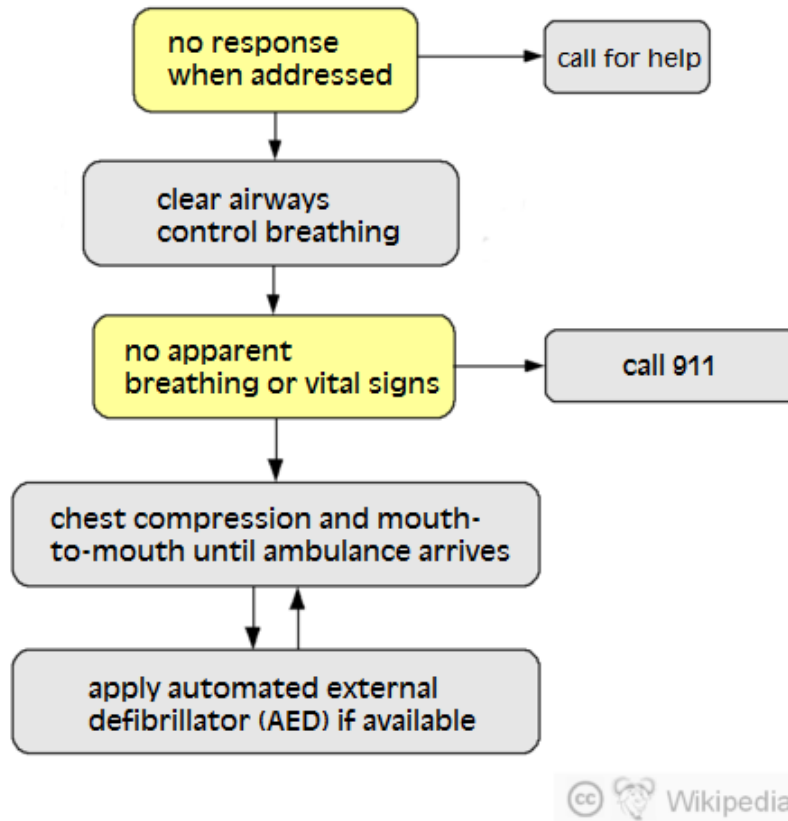 no response
when addressed
call for help
clear airways
control breathing
no apparent
breathing or vital signs
call 911
chest compression and mouth-
to-mouth until ambulance arrives
apply automated external
defibrillator (AED) if available
cc Wikipedia